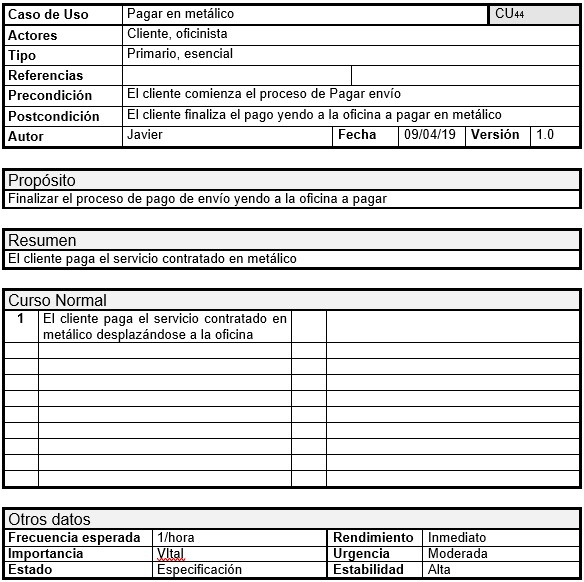 Caso de Uso Pagar en metálico CU44
Actores Cliente, oficinista
Tipo Primario, esencial
Referencias
Precondición El cliente comienza el proceso de Pagar envío
Postcondición El cliente finaliza el pago yendo a la oficina a pagar en metálico
Autor Javier Fecha 09/04/19 Versión 1.0
Propósito
Finalizar el proceso de pago de envío yendo a la oficina a pagar
Resumen
El cliente paga el servicio contratado en metálico
Curso Normal
1 El cliente paga el servicio contratado en
metálico desplazándose a la oficina
Otros datos
Frecuencia esperada 1/hora Rendimiento Inmediato
Importancia VItal Urgencia Moderada
Estado Especificación Estabilidad Alta